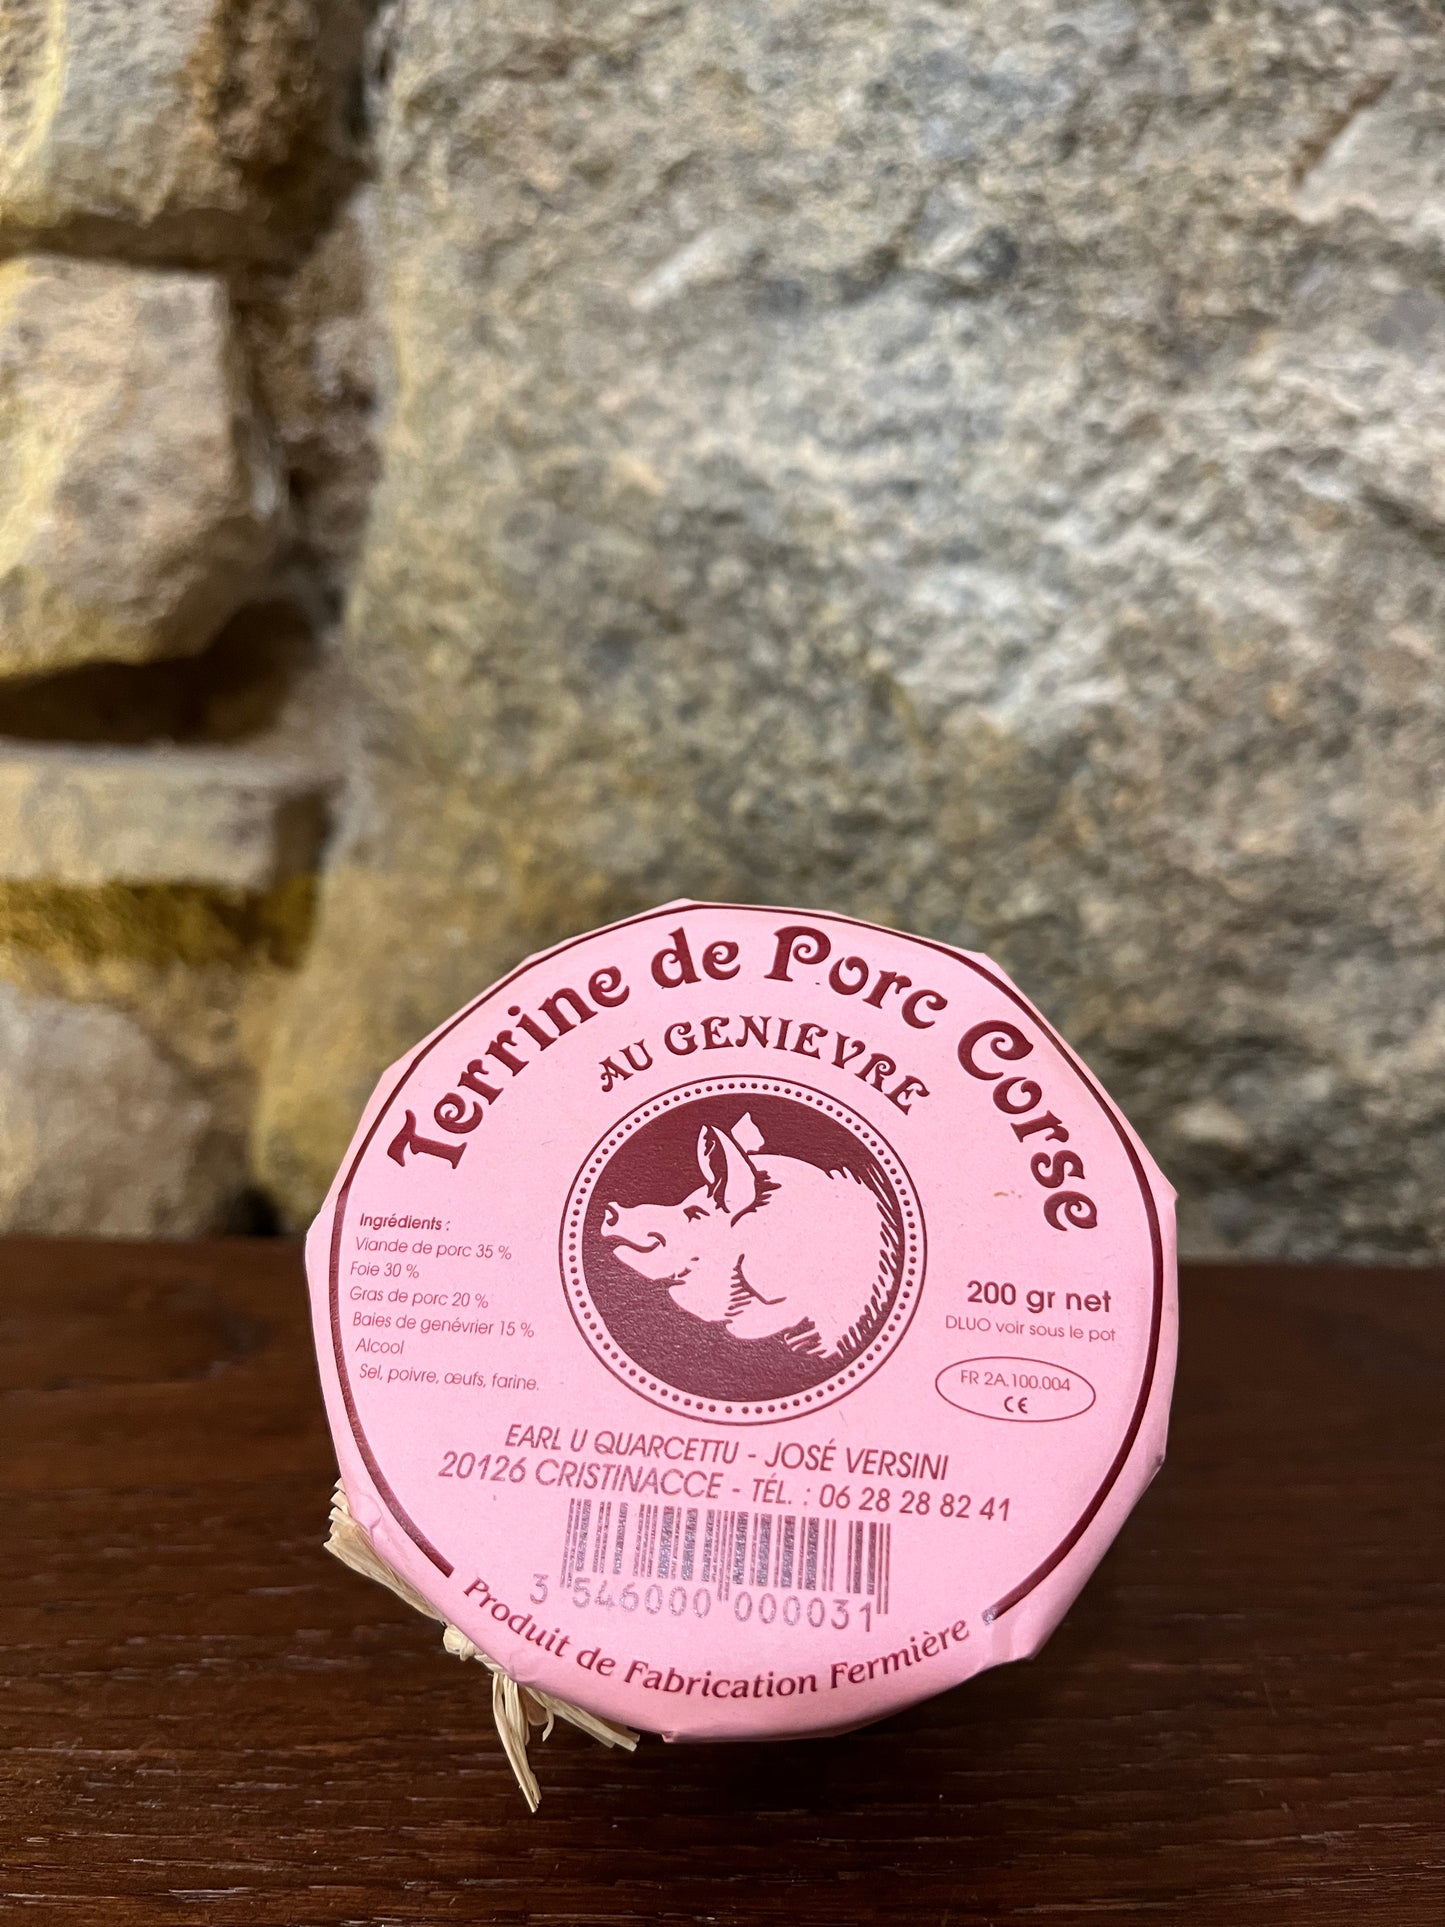 Terrine de Porc Corse
AU GENIEVRE
Ingrédients :
Viande de porc 35 %
Foie 30 %
Gras de porc 20 %
Baies de genévrier 15 %
Alcool
Sel, poivre, œufs, farine.
200 gr net
DLUO voir sous le pot
FR 2A.100.004
CE
EARL U QUARCETTU - JOSÉ VERSINI
20126 CRISTINACCE - TÉL. : 06 28 28 82 41
3 546000 000031
Produit de Fabrication Fermière